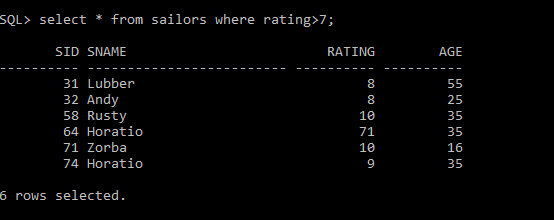 SQL> select * from sailors where rating>7;
SID SNAME RATING AGE
---------- ------------------------- ---------- ----------
31 Lubber 8 55
32 Andy 8 25
58 Rusty 10 35
64 Horatio 71 35
71 Zorba 10 16
74 Horatio 9 35
6 rows selected.